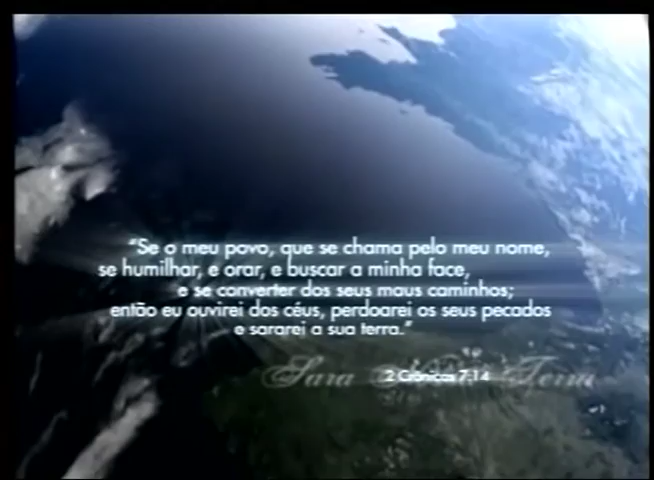 “Se o meu povo, que se chama pelo meu nome,
se humilhar, e orar, e buscar a minha face,
e se converter dos seus maus caminhos;
então eu ouvirei dos céus, perdoarei os seus pecados
e sararei a sua terra.”
Sara Terra
2 Crônicas 7:14